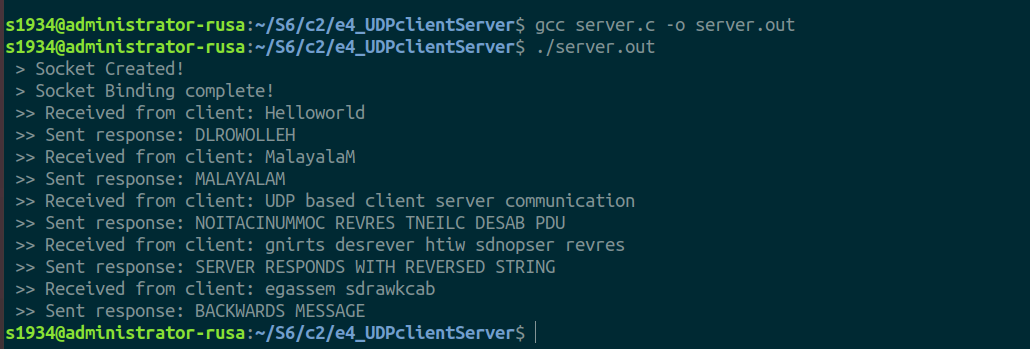 s1934@administrator-rusa:~/S6/c2/e4_UDPclientServer$ gcc server.c -o server.out
s1934@administrator-rusa:~/S6/c2/e4_UDPclientServer$ ./server.out
> Socket Created!
> Socket Binding complete!
>> Received from client: Helloworld
>> Sent response: DLROWOLLEH
>> Received from client: MalayalaM
>> Sent response: MALAYALAM
>> Received from client: UDP based client server communication
>> Sent response: NOITACINUMMOC REVRES TNEILC DESAB PDU
>> Received from client: gnirts desrever htiw sdnopser revres
>> Sent response: SERVER RESPONDS WITH REVERSED STRING
>> Received from client: egassem sdrawkcab
>> Sent response: BACKWARDS MESSAGE
s1934@administrator-rusa:~/S6/c2/e4_UDPclientServer$